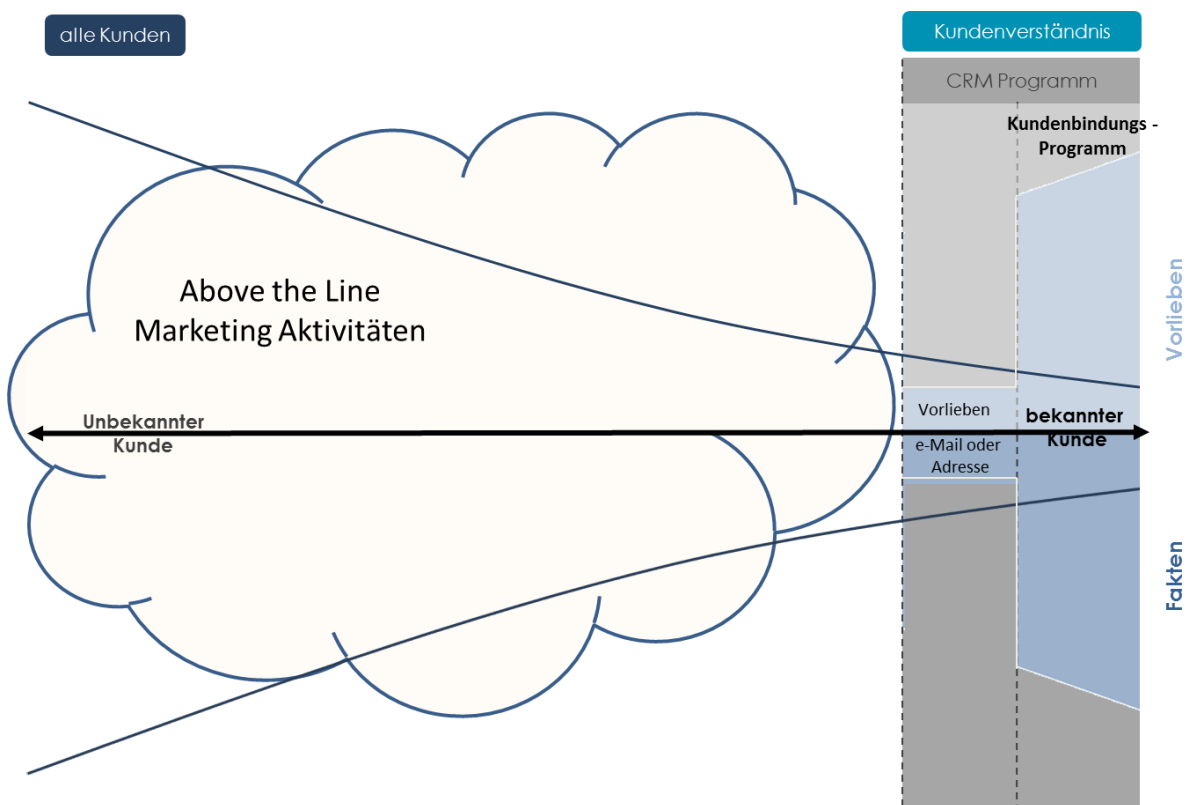 alle Kunden
Kundenverständnis
CRM Programm
Kundenbindungs -
Programm
Above the Line
Marketing Aktivitäten
Vorlieben
Unbekannter
Kunde
Vorlieben
bekannter
Kunde
e-Mail oder
Adresse
Fakten